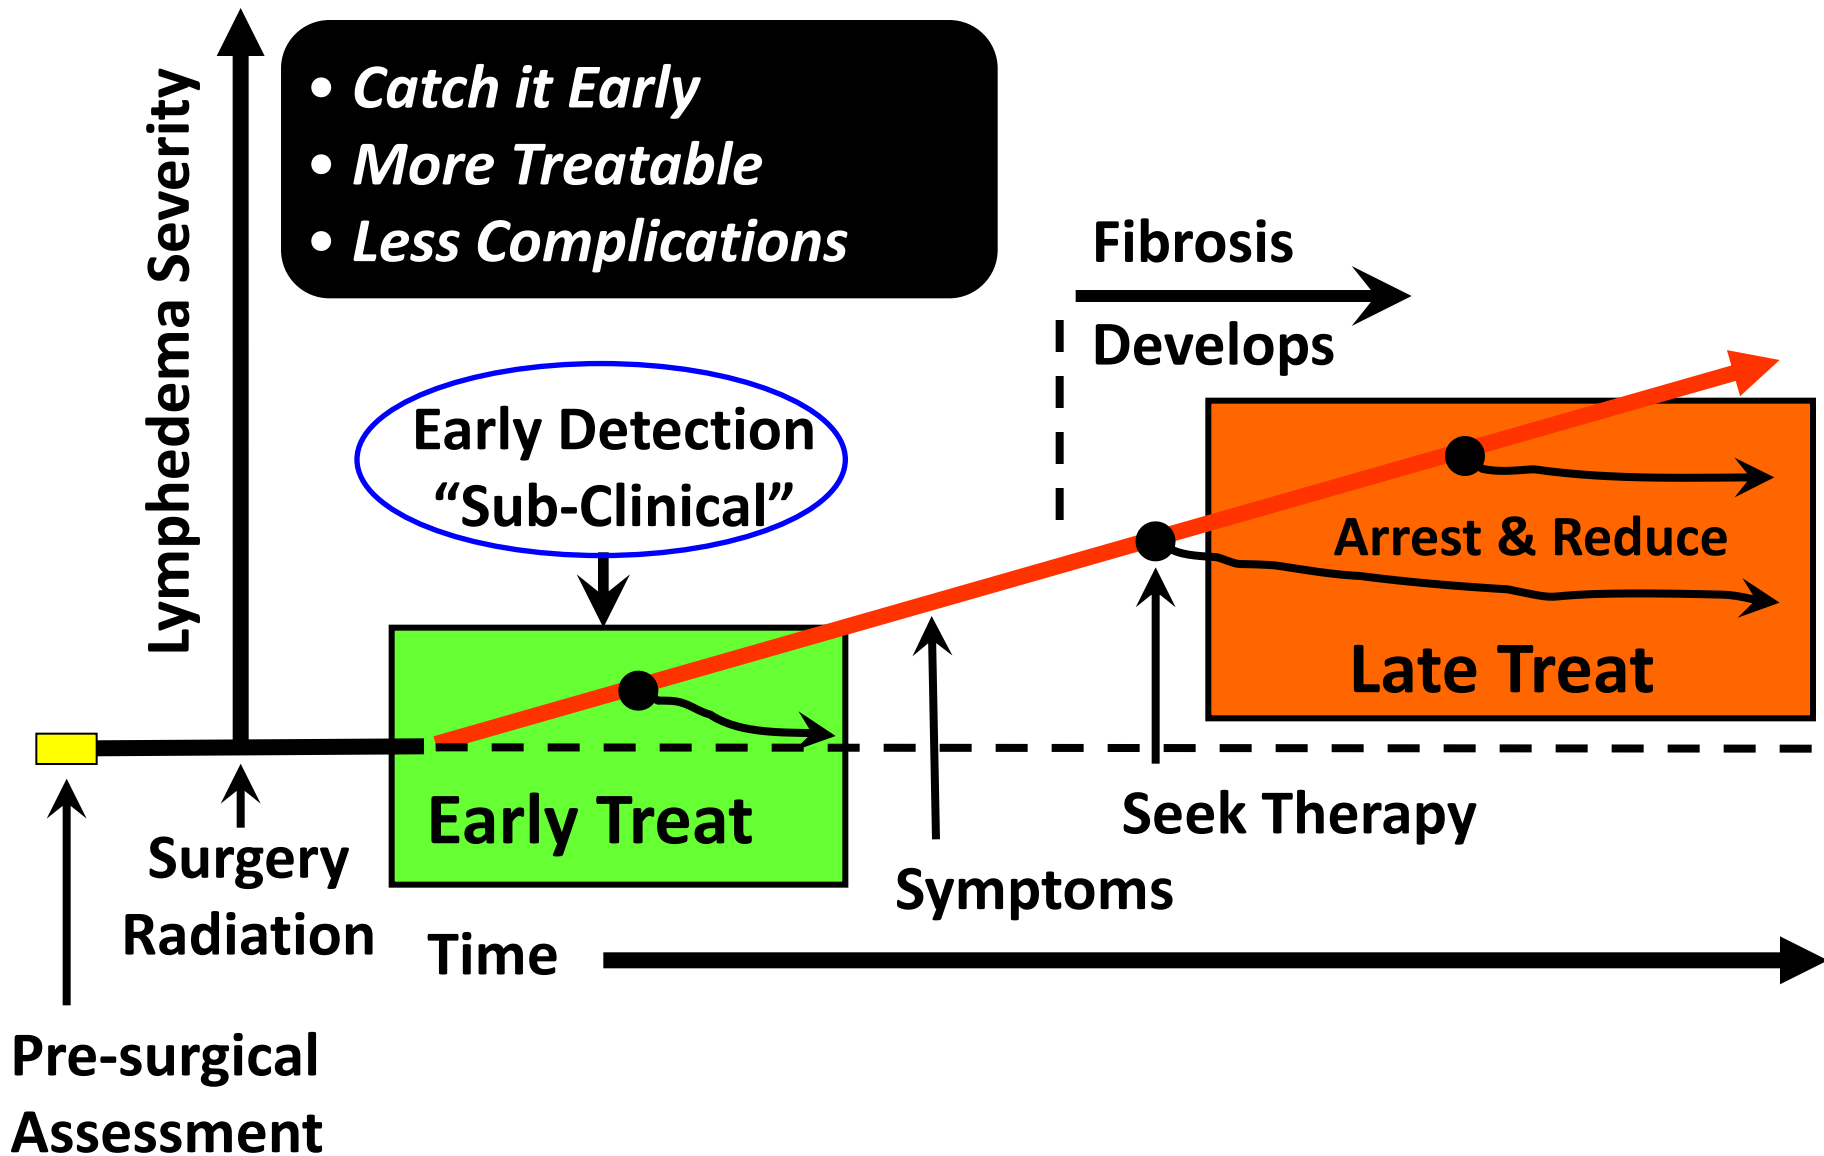 Lymphedema Severity
• Catch it Early
• More Treatable
• Less Complications
Fibrosis
Develops
Early Detection
“Sub-Clinical”
Arrest & Reduce
Late Treat
Early Treat
Seek Therapy
Symptoms
Surgery
Radiation
Time
Pre-surgical
Assessment